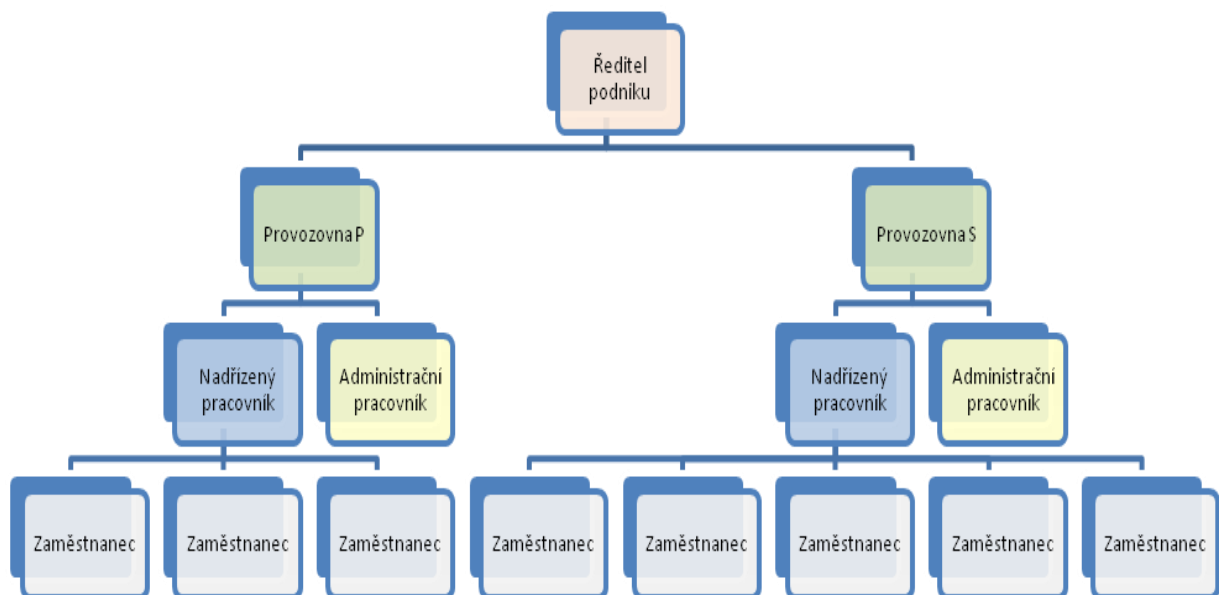 Ředitel
podniku
Provozovna P
Provozovna S
Nadřízený
pracovník
Administrační
pracovník
Nadřízený
pracovník
Administrační
pracovník
Zaměstnanec
Zaměstnanec
Zaměstnanec
Zaměstnanec
Zaměstnanec
Zaměstnanec
Zaměstnanec
Zaměstnanec